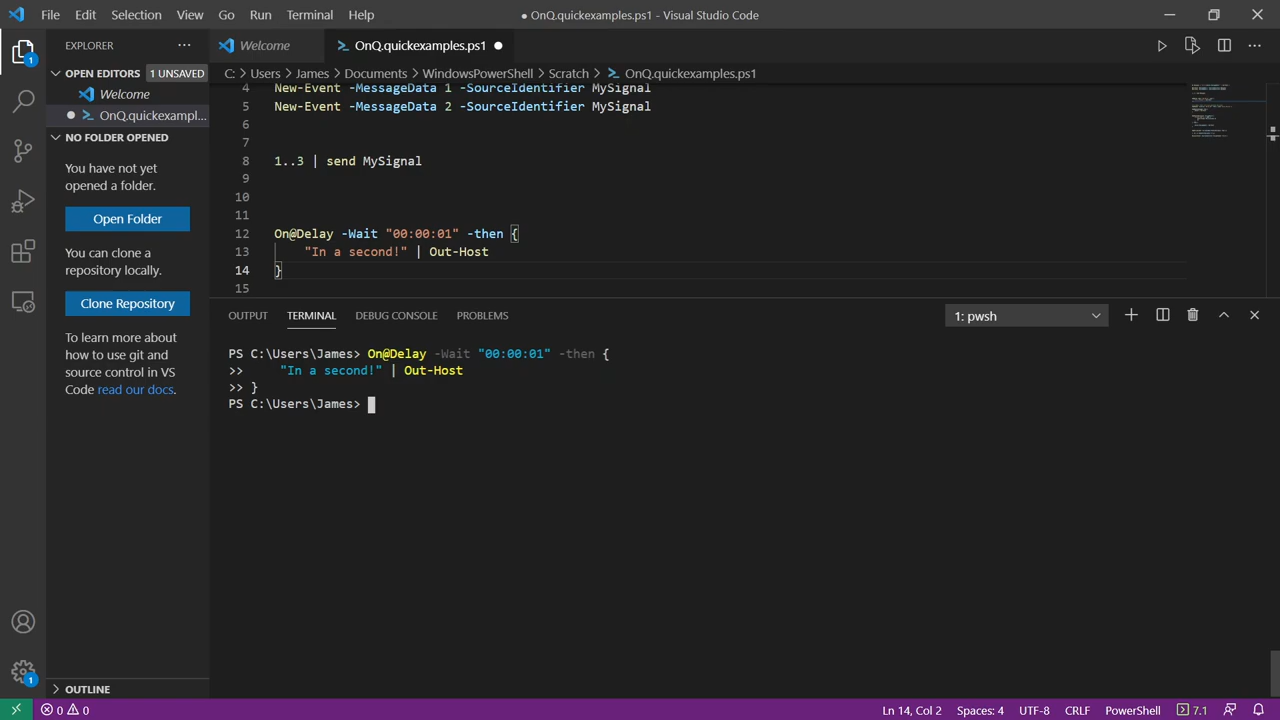 File Edit Selection View Go Run Terminal Help
● OnQ.quickexamples.ps1 - Visual Studio Code
EXPLORER
Welcome
OnQ.quickexamples.ps1
OPEN EDITORS 1 UNSAVED
Welcome
OnQ.quickexampl...
NO FOLDER OPENED
You have not yet
opened a folder.
Open Folder
You can clone a
repository locally.
Clone Repository
To learn more about
how to use git and
source control in VS
Code read our docs.
OUTLINE
1
1
C: > Users > James > Documents > WindowsPowerShell > Scratch > OnQ.quickexamples.ps1
4 New-Event -MessageData 1 -SourceIdentifier MySignal
5 New-Event -MessageData 2 -SourceIdentifier MySignal
6
7
8 1..3 | send MySignal
9
10
11
12 On@Delay -Wait "00:00:01" -then {
13 "In a second!" | Out-Host
14 }
15
OUTPUT TERMINAL DEBUG CONSOLE PROBLEMS
1: pwsh
PS C:\Users\James> On@Delay -Wait "00:00:01" -then {
>> "In a second!" | Out-Host
>> }
PS C:\Users\James>
0 0
Ln 14, Col 2 Spaces: 4 UTF-8 CRLF PowerShell 7.1